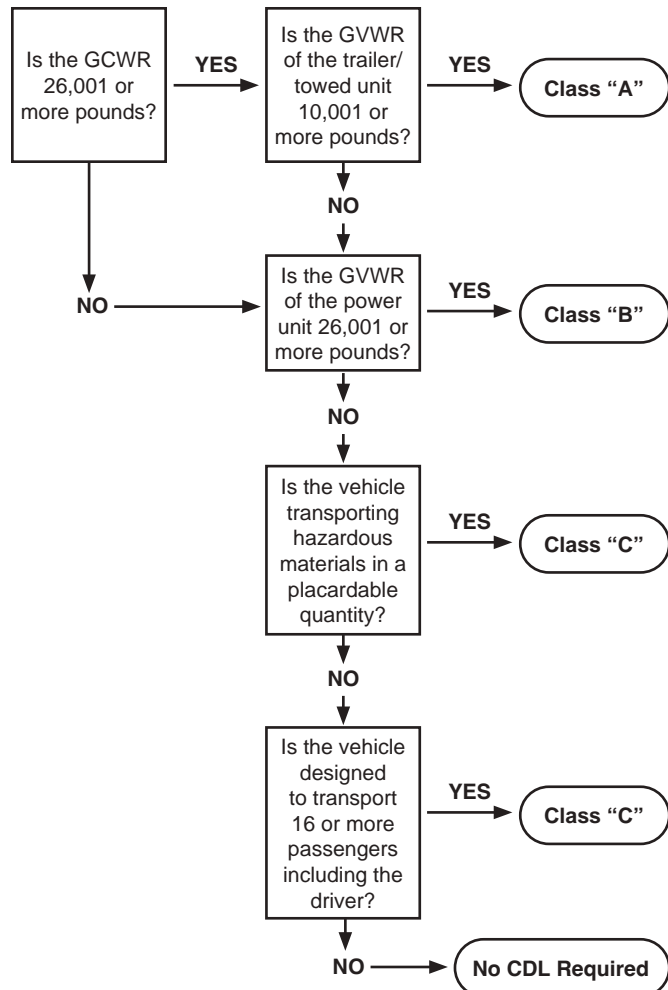 Is the GCWR
26,001 or
more pounds?
YES
Is the GVWR
of the trailer/
towed unit
10,001 or
more pounds?
YES
Class “A”
NO
NO
Is the GVWR
of the power
unit 26,001 or
more pounds?
YES
Class “B”
NO
Is the vehicle
transporting
hazardous
materials in a
placardable
quantity?
YES
Class “C”
NO
Is the vehicle
designed
to transport
16 or more
passengers
including the
driver?
YES
Class “C”
NO
No CDL Required